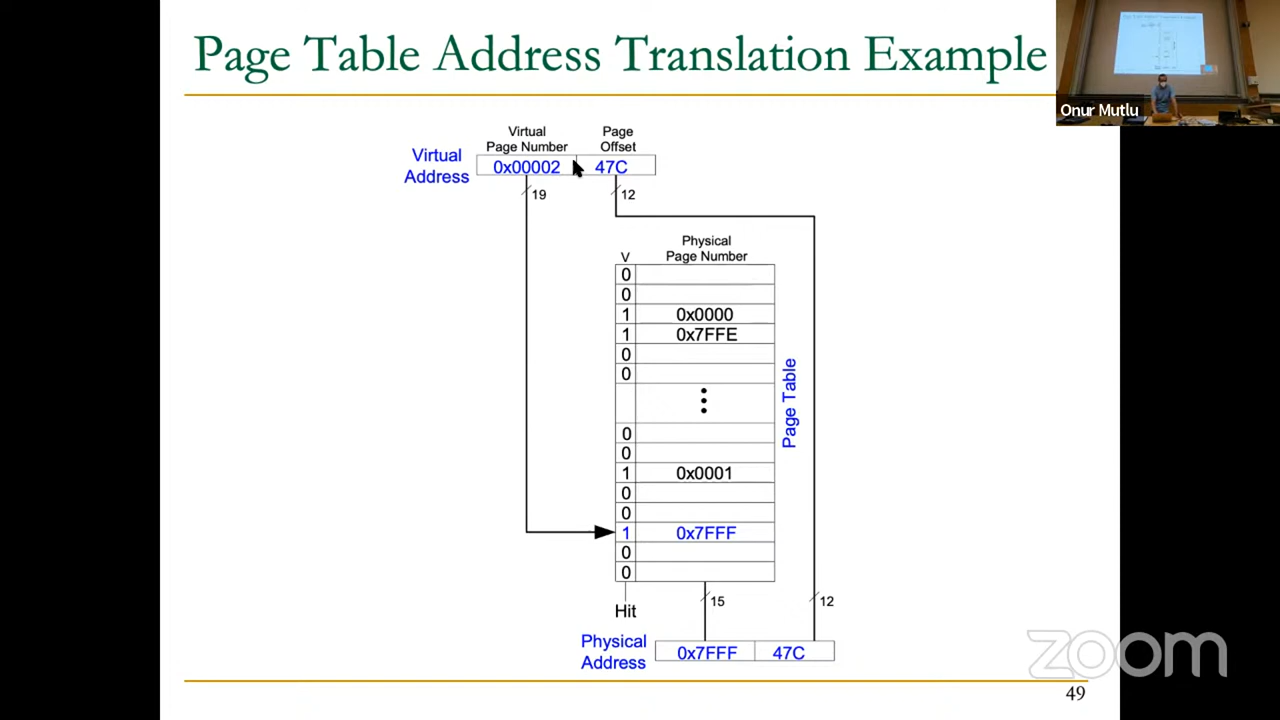 Page Table Address Translation Example
Onur Mutlu
Virtual
Page Number
Page
Offset
Virtual
Address
0x00002
47C
19
12
Physical
Page Number
V
0
0
1 0x0000
1 0x7FFE
0
0
0
0
1 0x0001
0
0
1 0x7FFF
0
0
Page Table
Hit
15
12
Physical
Address
0x7FFF
47C
zoom
49